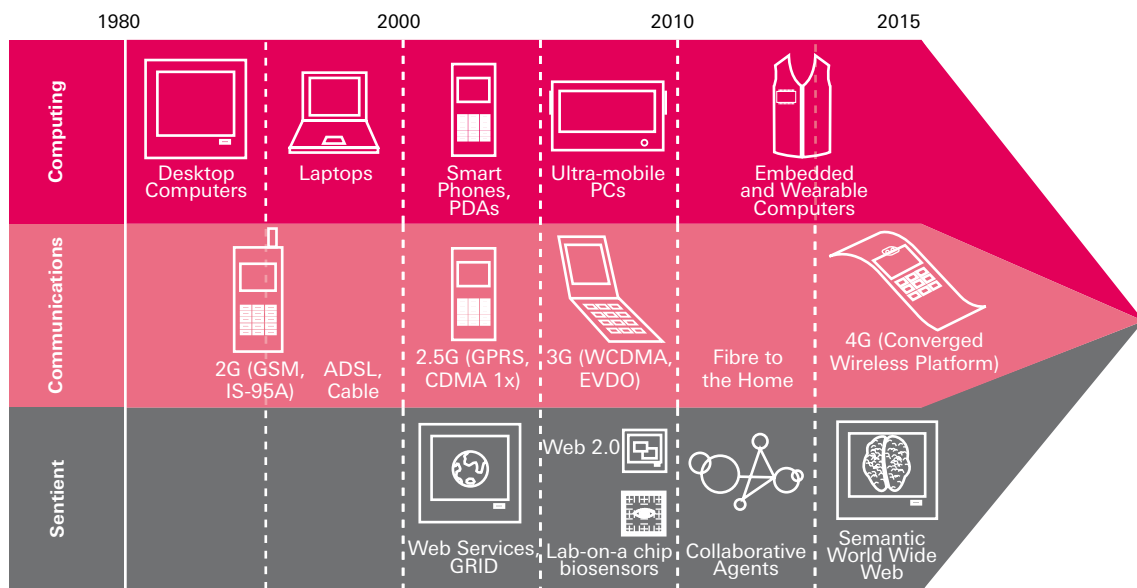 1980
2000
2010
2015
Computing
Desktop
Computers
Laptops
Smart
Phones,
PDAs
Ultra-mobile
PCs
Embedded
and Wearable
Computers
Communications
2G (GSM,
IS-95A)
ADSL,
Cable
2.5G (GPRS,
CDMA 1x)
3G (WCDMA,
EVDO)
Fibre to
the Home
4G (Converged
Wireless Platform)
Sentient
Web Services,
GRID
Web 2.0
Lab-on-a chip
biosensors
Collaborative
Agents
Semantic
World Wide
Web